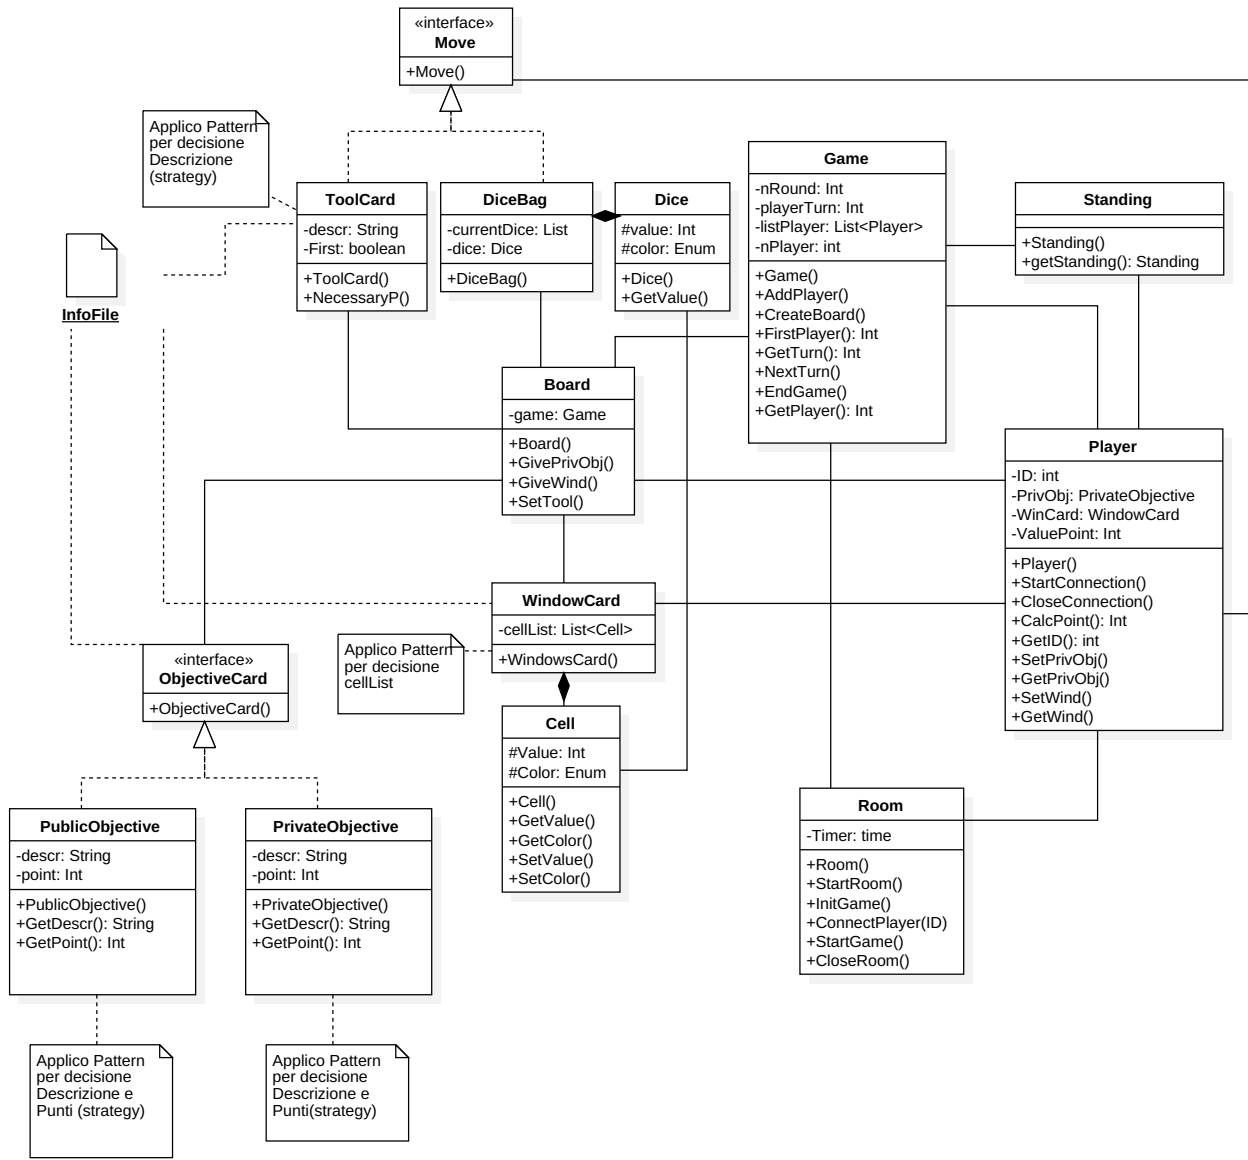 «interface»
Move
+Move()
Applico Pattern
per decisione
Descrizione
(strategy)
ToolCard
-descr: String
-First: boolean
+ToolCard()
+NecessaryP()
DiceBag
-currentDice: List
-dice: Dice
+DiceBag()
Dice
#value: Int
#color: Enum
+Dice()
+GetValue()
Game
-nRound: Int
-playerTurn: Int
-listPlayer: List<Player>
-nPlayer: int
+Game()
+AddPlayer()
+CreateBoard()
+FirstPlayer(): Int
+GetTurn(): Int
+NextTurn()
+EndGame()
+GetPlayer(): Int
Standing
+Standing()
+getStanding(): Standing
InfoFile
Board
-game: Game
+Board()
+GivePrivObj()
+GiveWind()
+SetTool()
Player
-ID: int
-PrivObj: PrivateObjective
-WinCard: WindowCard
-ValuePoint: Int
+Player()
+StartConnection()
+CloseConnection()
+CalcPoint(): Int
+GetID(): int
+SetPrivObj()
+GetPrivObj()
+SetWind()
+GetWind()
WindowCard
-cellList: List<Cell>
+WindowsCard()
Applico Pattern
per decisione
cellList
«interface»
ObjectiveCard
+ObjectiveCard()
Cell
#Value: Int
#Color: Enum
+Cell()
+GetValue()
+GetColor()
+SetValue()
+SetColor()
Room
-Timer: time
+Room()
+StartRoom()
+InitGame()
+ConnectPlayer(ID)
+StartGame()
+CloseRoom()
PublicObjective
-descr: String
-point: Int
+PublicObjective()
+GetDescr(): String
+GetPoint(): Int
PrivateObjective
-descr: String
-point: Int
+PrivateObjective()
+GetDescr(): String
+GetPoint(): Int
Applico Pattern
per decisione
Descrizione e
Punti (strategy)
Applico Pattern
per decisione
Descrizione e
Punti(strategy)